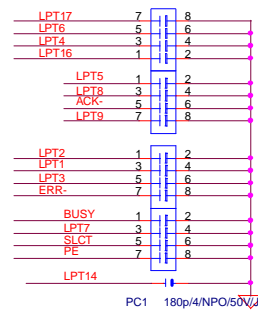 LPT17 7 8
LPT6 5 6
LPT4 3 4
LPT16 1 2
LPT5 1 2
LPT8 3 4
ACK- 5 6
LPT9 7 8
LPT2 1 2
LPT1 3 4
LPT3 5 6
ERR- 7 8
BUSY 1 2
LPT7 3 4
SLCT 5 6
PE 7 8
LPT14
PC1 180p/4/NPO/50V/J